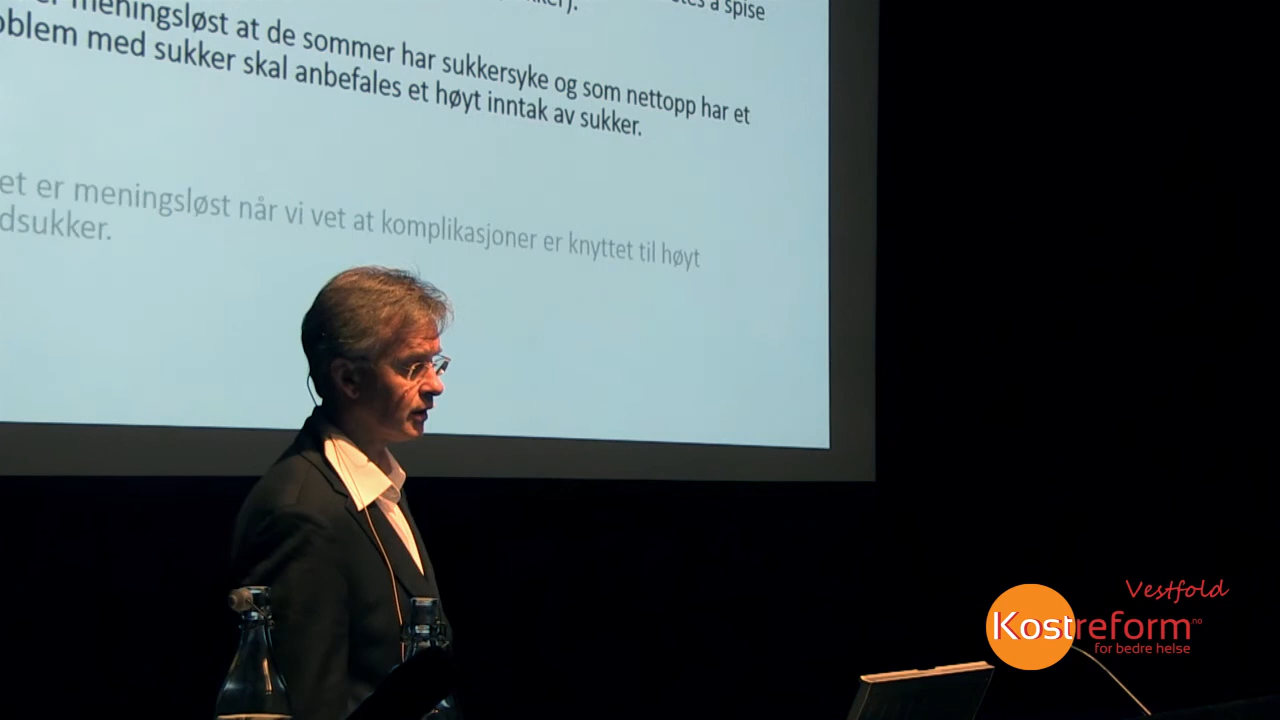 å spise
meningsløst at de sommer har sukkersyke og som nettopp har et
oblem med sukker skal anbefales et høyt inntak av sukker.
et er meningsløst når vi vet at komplikasjoner er knyttet til høyt
dsukker.
Vestfold
Kostreform.no
for bedre helse